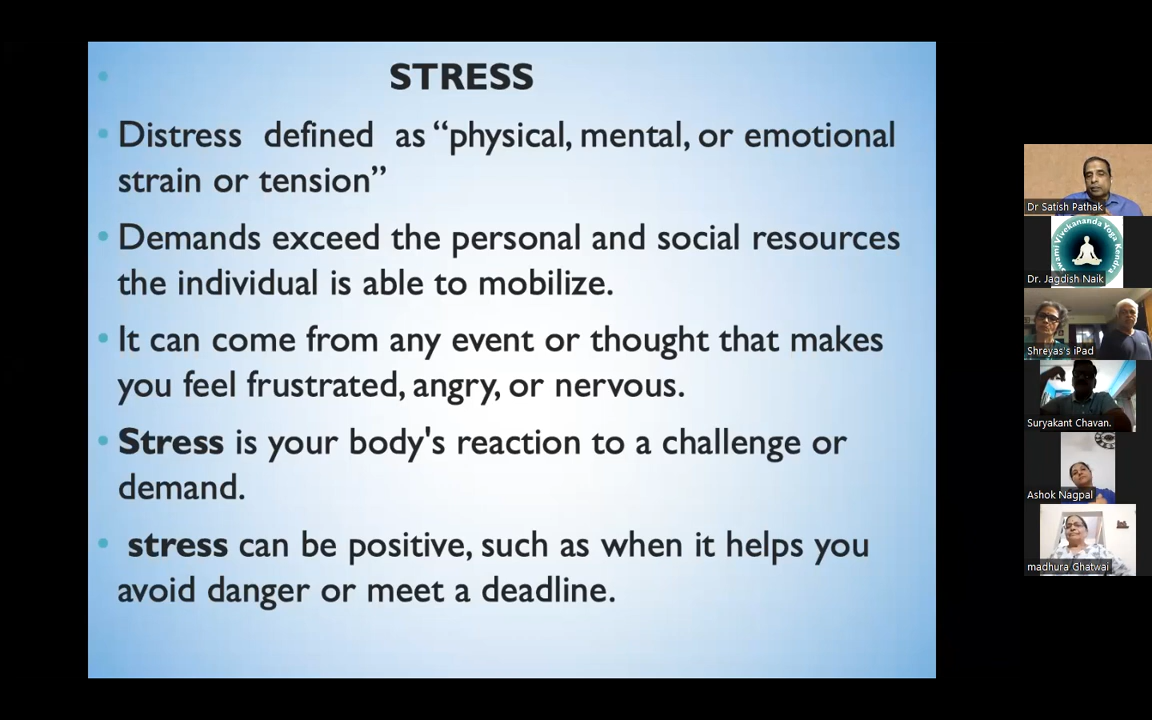 STRESS
Distress defined as “physical, mental, or emotional
strain or tension”
Demands exceed the personal and social resources
the individual is able to mobilize.
It can come from any event or thought that makes
you feel frustrated, angry, or nervous.
Stress is your body's reaction to a challenge or
demand.
stress can be positive, such as when it helps you
avoid danger or meet a deadline.
Dr Satish Pathak
Swami Vivekananda Yoga Kendra
Dr. Jagdish Naik
Shreyas's iPad
Suryakant Chavan.
Ashok Nagpal
madhura Ghatwai